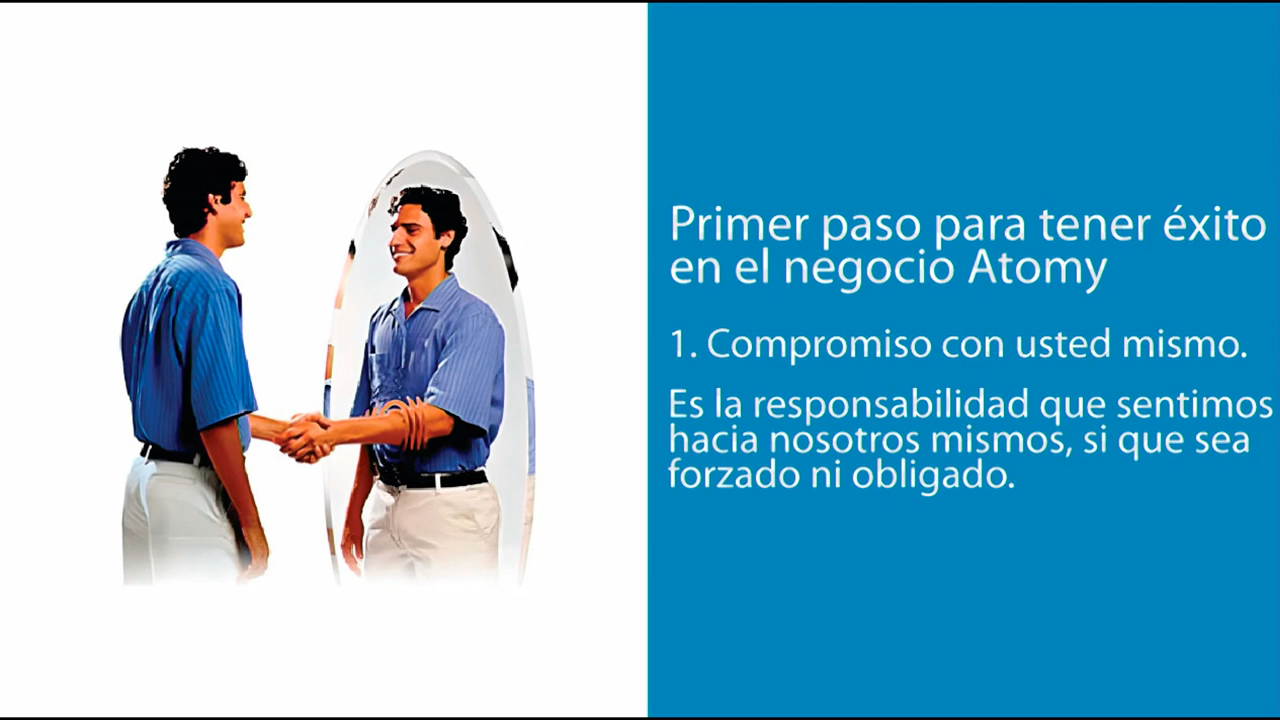 Primer paso para tener éxito
en el negocio Atomy
1. Compromiso con usted mismo.
Es la responsabilidad que sentimos
hacia nosotros mismos, si que sea
forzado ni obligado.